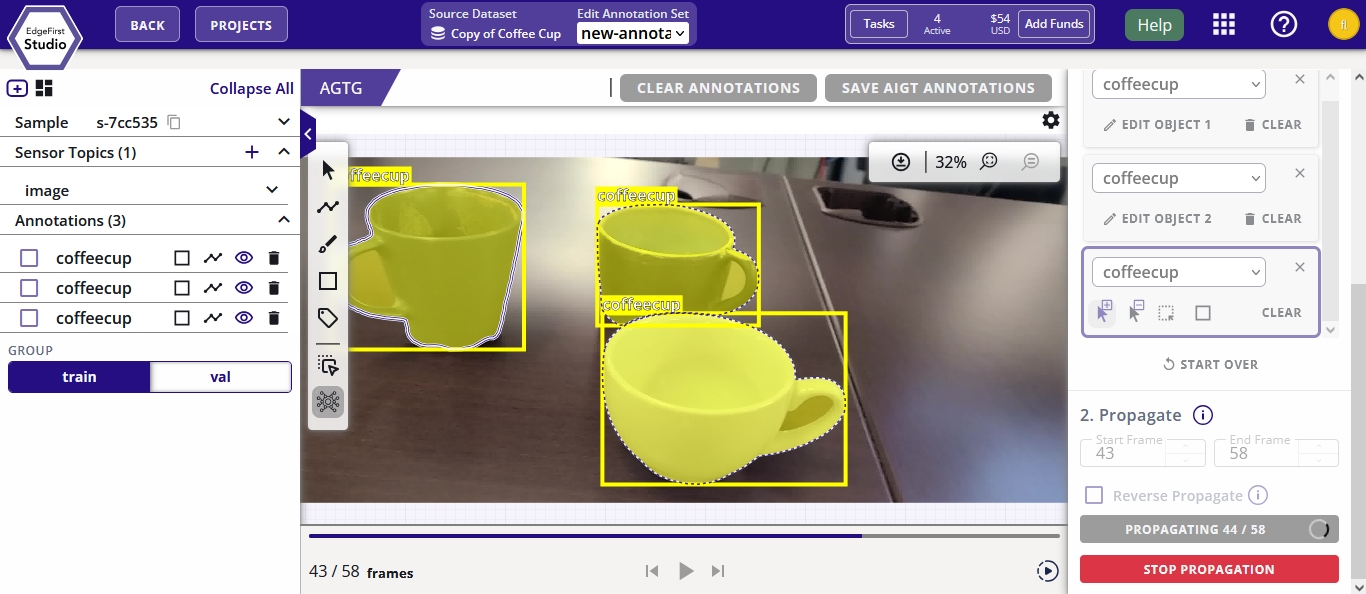 EdgeFirst
Studio
BACK
PROJECTS
Source Dataset
Copy of Coffee Cup
Edit Annotation Set
new-annota
Tasks
4
Active
$54
USD
Add Funds
Help
fl
Collapse All
Sample s-7cc535
Sensor Topics (1)
image
Annotations (3)
coffeecup
coffeecup
coffeecup
GROUP
train
val
AGTG
CLEAR ANNOTATIONS
SAVE AIGT ANNOTATIONS
32%
ffeecup
coffeecup
coffeecup
43 / 58 frames
coffeecup
EDIT OBJECT 1
CLEAR
coffeecup
EDIT OBJECT 2
CLEAR
coffeecup
CLEAR
START OVER
2. Propagate
Start Frame
43
End Frame
58
Reverse Propagate
PROPAGATING 44 / 58
STOP PROPAGATION